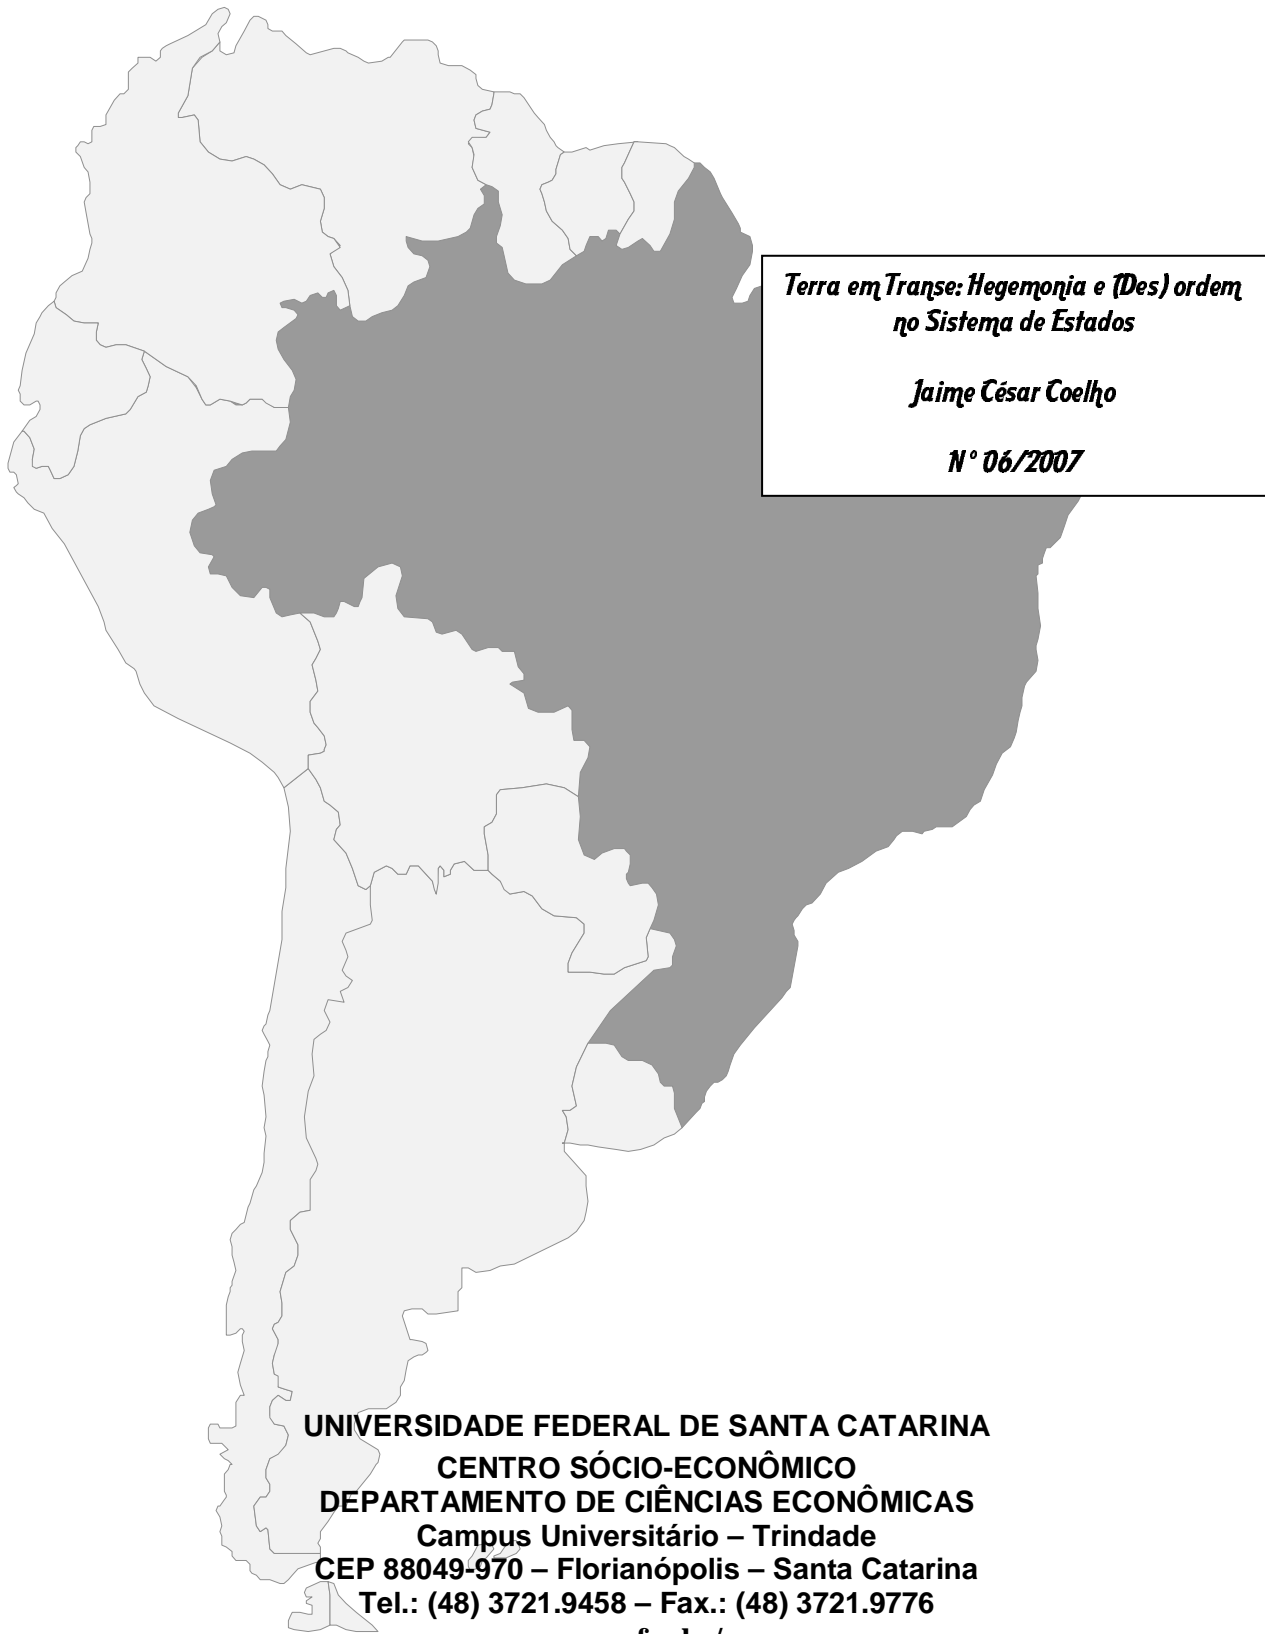 Terra em Transe: Hegemonia e (Des) ordem
no Sistema de Estados
Jaime César Coelho
N° 06/2007
UNIVERSIDADE FEDERAL DE SANTA CATARINA
CENTRO SÓCIO-ECONÔMICO
DEPARTAMENTO DE CIÊNCIAS ECONÔMICAS
Campus Universitário – Trindade
CEP 88049-970 – Florianópolis – Santa Catarina
Tel.: (48) 3721.9458 – Fax.: (48) 3721.9776